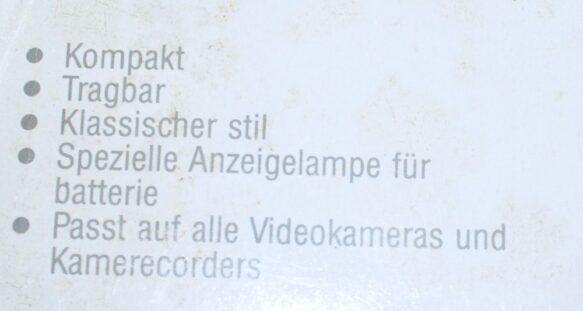 • Kompakt
• Tragbar
• Klassischer stil
• Spezielle Anzeigelampe für
batterie
• Passt auf alle Videokameras und
Kamerecorders